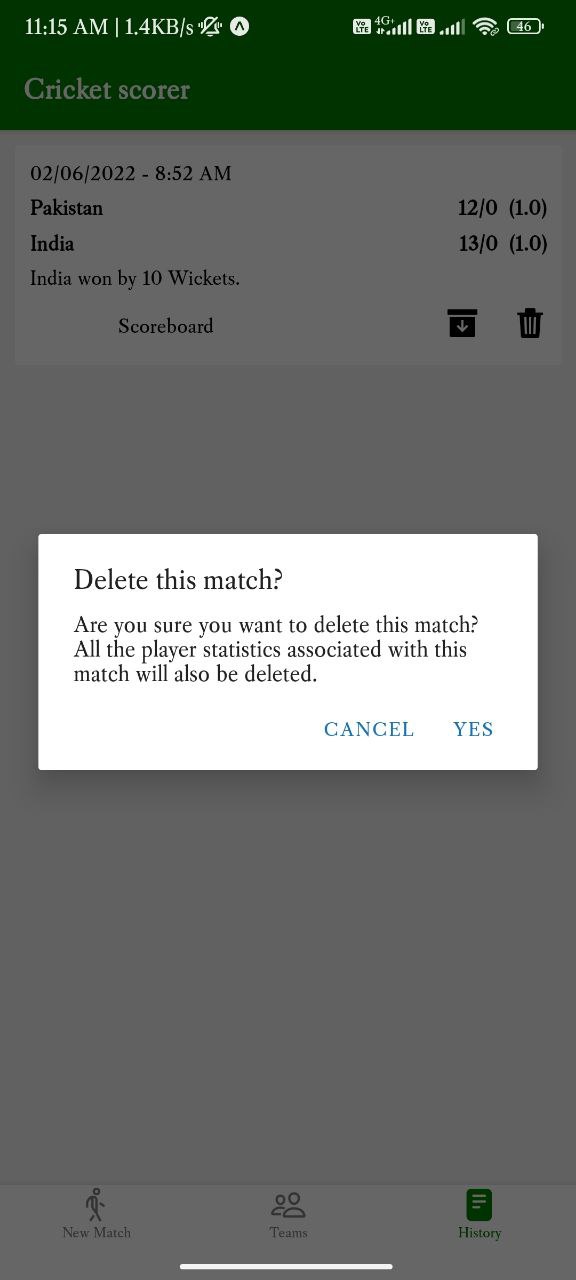 11:15 AM | 1.4KB/s
Vo LTE 4G+ Vo LTE 46
Cricket scorer
02/06/2022 - 8:52 AM
Pakistan 12/0 (1.0)
India 13/0 (1.0)
India won by 10 Wickets.
Scoreboard
Delete this match?
Are you sure you want to delete this match?
All the player statistics associated with this
match will also be deleted.
CANCEL YES
New Match Teams History